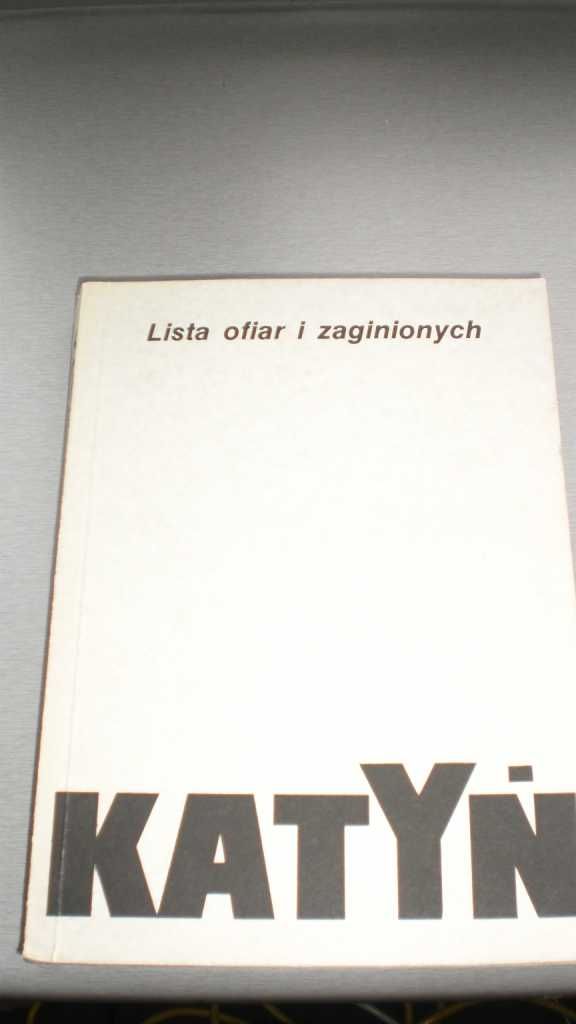 Lista ofiar i zaginionych
KATYŃ